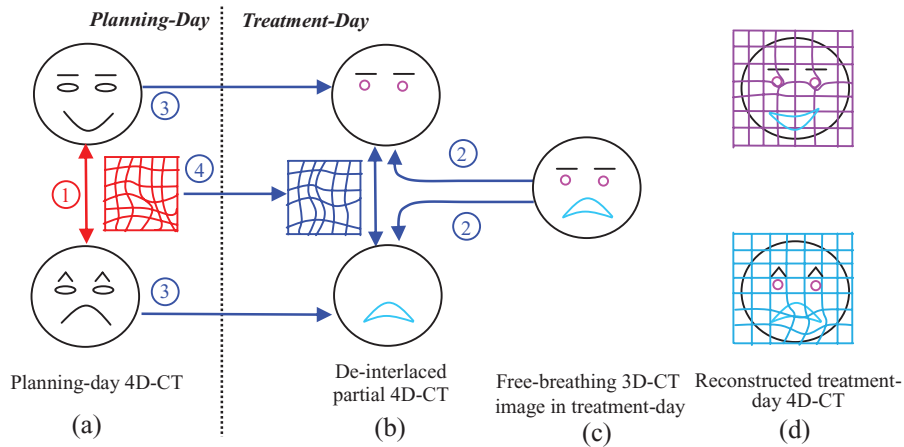 Planning-Day
Treatment-Day
3
2
1
4
2
3
Planning-day 4D-CT
De-interlaced
partial 4D-CT
Free-breathing 3D-CT
image in treatment-day
Reconstructed treatment-
day 4D-CT
(a)
(b)
(c)
(d)